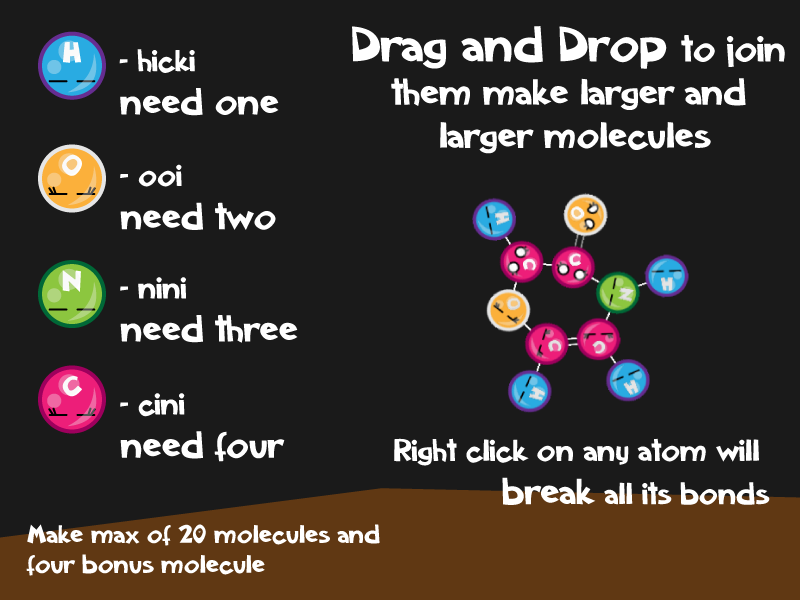 H - hicki
need one
O - ooi
need two
N - nini
need three
C - cini
need four
Drag and Drop to join
them make larger and
larger molecules
H
O
C
C
N
H
O
C
C
H
H
Right click on any atom will
break all its bonds
Make max of 20 molecules and
four bonus molecule